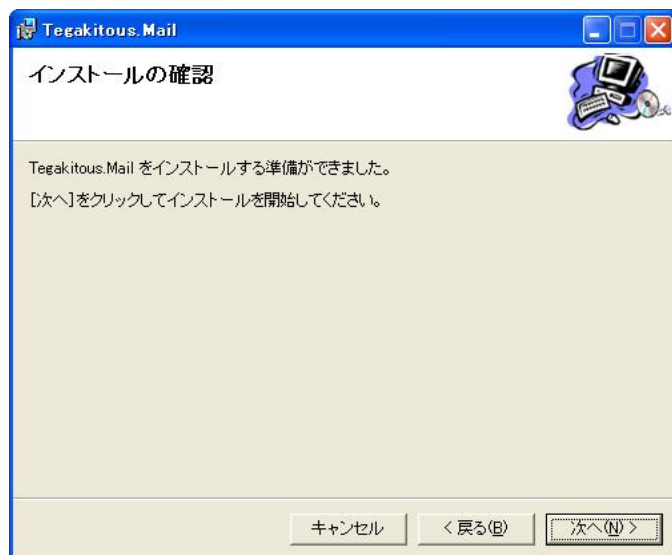 Tegakitous.Mail
インストールの確認
Tegakitous.Mail をインストールする準備ができました。
[次へ]をクリックしてインストールを開始してください。
キャンセル
< 戻る(B)
次へ(N) >